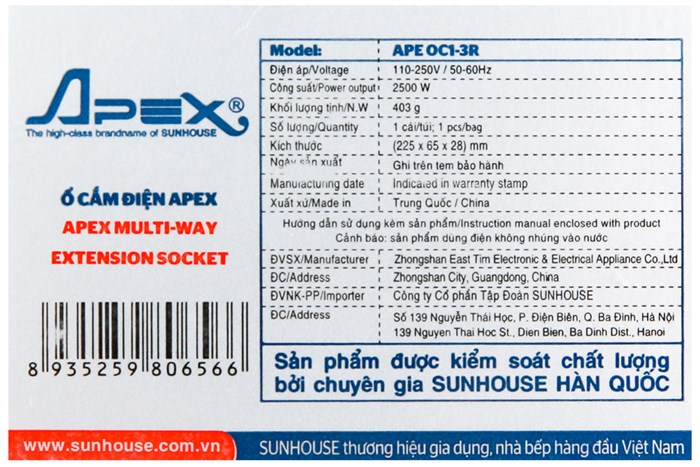 APEX®
The high-class brandname of SUNHOUSE
Ổ CẮM ĐIỆN APEX
APEX MULTI-WAY
EXTENSION SOCKET
8 935259 806566
Model: APE OC1-3R
Điện áp/Voltage 110-250V / 50-60Hz
Công suất/Power output 2500 W
Khối lượng tịnh/N.W 403 g
Số lượng/Quantity 1 cái/túi; 1 pcs/bag
Kích thước (225 x 65 x 28) mm
Ngày sản xuất Ghi trên tem bảo hành
Manufacturing date Indicated in warranty stamp
Xuất xứ/Made in Trung Quốc / China
Hướng dẫn sử dụng kèm sản phẩm/Instruction manual enclosed with product
Cảnh báo: sản phẩm dùng điện không nhúng vào nước
ĐVSX/Manufacturer Zhongshan East Tim Electronic & Electrical Appliance Co.,Ltd
ĐC/Address Zhongshan City, Guangdong, China
ĐVNK-PP/Importer Công ty Cổ phần Tập Đoàn SUNHOUSE
ĐC/Address Số 139 Nguyễn Thái Học, P. Điện Biên, Q. Ba Đình, Hà Nội
139 Nguyen Thai Hoc St., Dien Bien, Ba Dinh Dist., Hanoi
Sản phẩm được kiểm soát chất lượng
bởi chuyên gia SUNHOUSE HÀN QUỐC
www.sunhouse.com.vn
SUNHOUSE thương hiệu gia dụng, nhà bếp hàng đầu Việt Nam